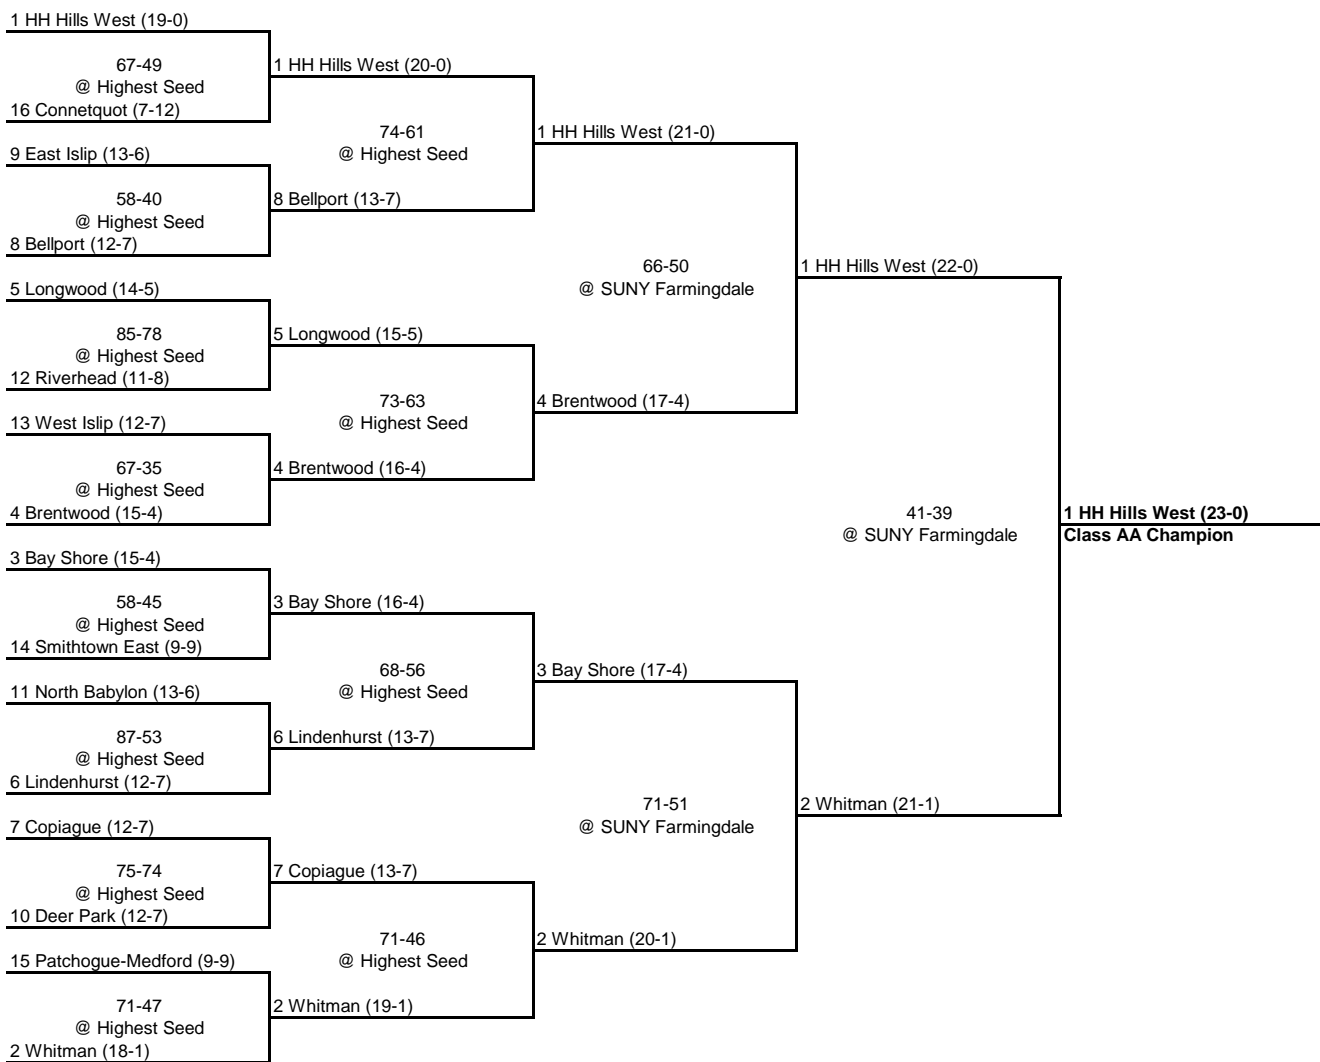 1 HH Hills West (19-0)
67-49
@ Highest Seed
16 Connetquot (7-12)
9 East Islip (13-6)
58-40
@ Highest Seed
8 Bellport (12-7)
5 Longwood (14-5)
85-78
@ Highest Seed
12 Riverhead (11-8)
13 West Islip (12-7)
67-35
@ Highest Seed
4 Brentwood (15-4)
3 Bay Shore (15-4)
58-45
@ Highest Seed
14 Smithtown East (9-9)
11 North Babylon (13-6)
87-53
@ Highest Seed
6 Lindenhurst (12-7)
7 Copiague (12-7)
75-74
@ Highest Seed
10 Deer Park (12-7)
15 Patchogue-Medford (9-9)
71-47
@ Highest Seed
2 Whitman (18-1)
1 HH Hills West (20-0)
74-61
@ Highest Seed
8 Bellport (13-7)
5 Longwood (15-5)
73-63
@ Highest Seed
4 Brentwood (16-4)
3 Bay Shore (16-4)
68-56
@ Highest Seed
6 Lindenhurst (13-7)
7 Copiague (13-7)
71-46
@ Highest Seed
2 Whitman (19-1)
1 HH Hills West (21-0)
66-50
@ SUNY Farmingdale
4 Brentwood (17-4)
3 Bay Shore (17-4)
71-51
@ SUNY Farmingdale
2 Whitman (20-1)
1 HH Hills West (22-0)
41-39
@ SUNY Farmingdale
2 Whitman (21-1)
1 HH Hills West (23-0)
Class AA Champion